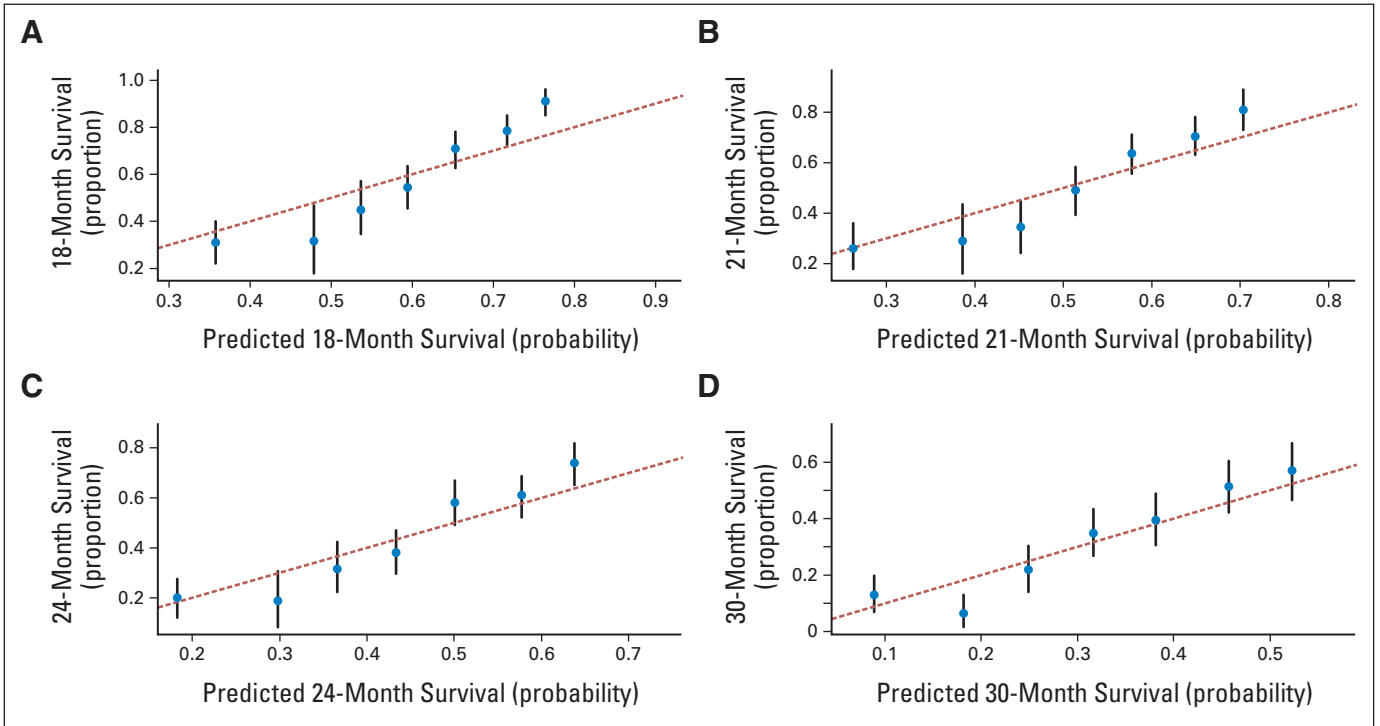 A
18-Month Survival
(proportion)
1.0
0.8
0.6
0.4
0.2
0.3 0.4 0.5 0.6 0.7 0.8 0.9
Predicted 18-Month Survival (probability)
B
21-Month Survival
(proportion)
0.8
0.6
0.4
0.2
0.3 0.4 0.5 0.6 0.7 0.8
Predicted 21-Month Survival (probability)
C
24-Month Survival
(proportion)
0.8
0.6
0.4
0.2
0.2 0.3 0.4 0.5 0.6 0.7
Predicted 24-Month Survival (probability)
D
30-Month Survival
(proportion)
0.6
0.4
0.2
0
0.1 0.2 0.3 0.4 0.5
Predicted 30-Month Survival (probability)